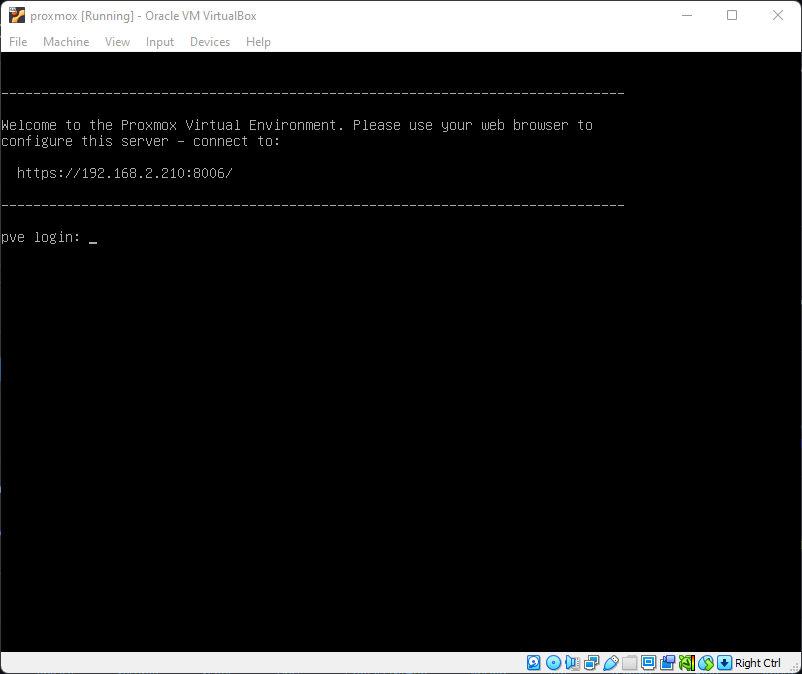 proxmox [Running] - Oracle VM VirtualBox
File Machine View Input Devices Help
------------------------------------------------------------------------------
Welcome to the Proxmox Virtual Environment. Please use your web browser to
configure this server - connect to:
https://192.168.2.210:8006/
------------------------------------------------------------------------------
pve login: _
Right Ctrl